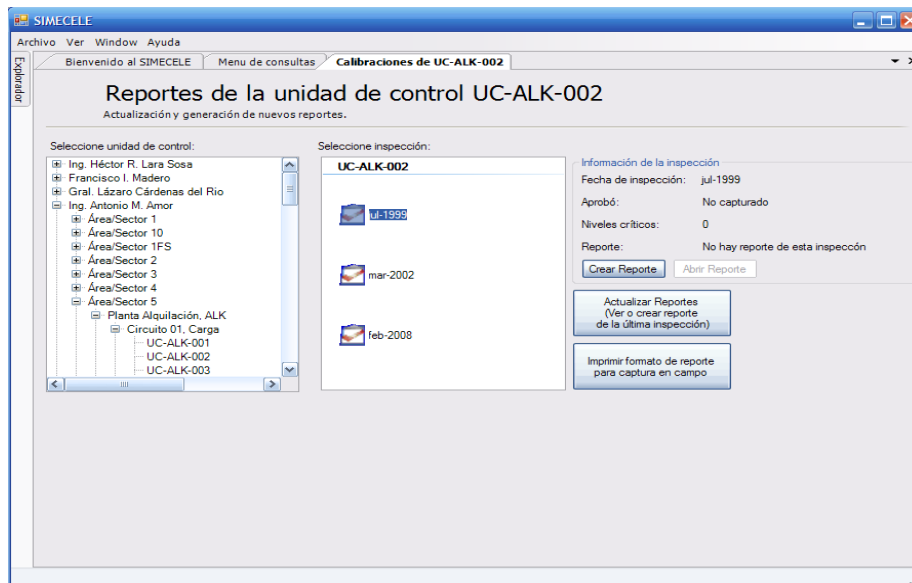 SIMECELE
Archivo Ver Window Ayuda
Explorador
Bienvenido al SIMECELE Menu de consultas Calibraciones de UC-ALK-002
Reportes de la unidad de control UC-ALK-002
Actualización y generación de nuevos reportes.
Seleccione unidad de control:
Ing. Héctor R. Lara Sosa
Francisco I. Madero
Gral. Lázaro Cárdenas del Rio
Ing. Antonio M. Amor
Área/Sector 1
Área/Sector 10
Área/Sector 1FS
Área/Sector 2
Área/Sector 3
Área/Sector 4
Área/Sector 5
Planta Alquilación, ALK
Circuito 01, Carga
UC-ALK-001
UC-ALK-002
UC-ALK-003
Seleccione inspección:
UC-ALK-002
jul-1999
mar-2002
feb-2008
Información de la inspección
Fecha de inspección: jul-1999
Aprobó: No capturado
Niveles críticos: 0
Reporte: No hay reporte de esta inspeccón
Crear Reporte Abrir Reporte
Actualizar Reportes
(Ver o crear reporte
de la última inspección)
Imprimir formato de reporte
para captura en campo